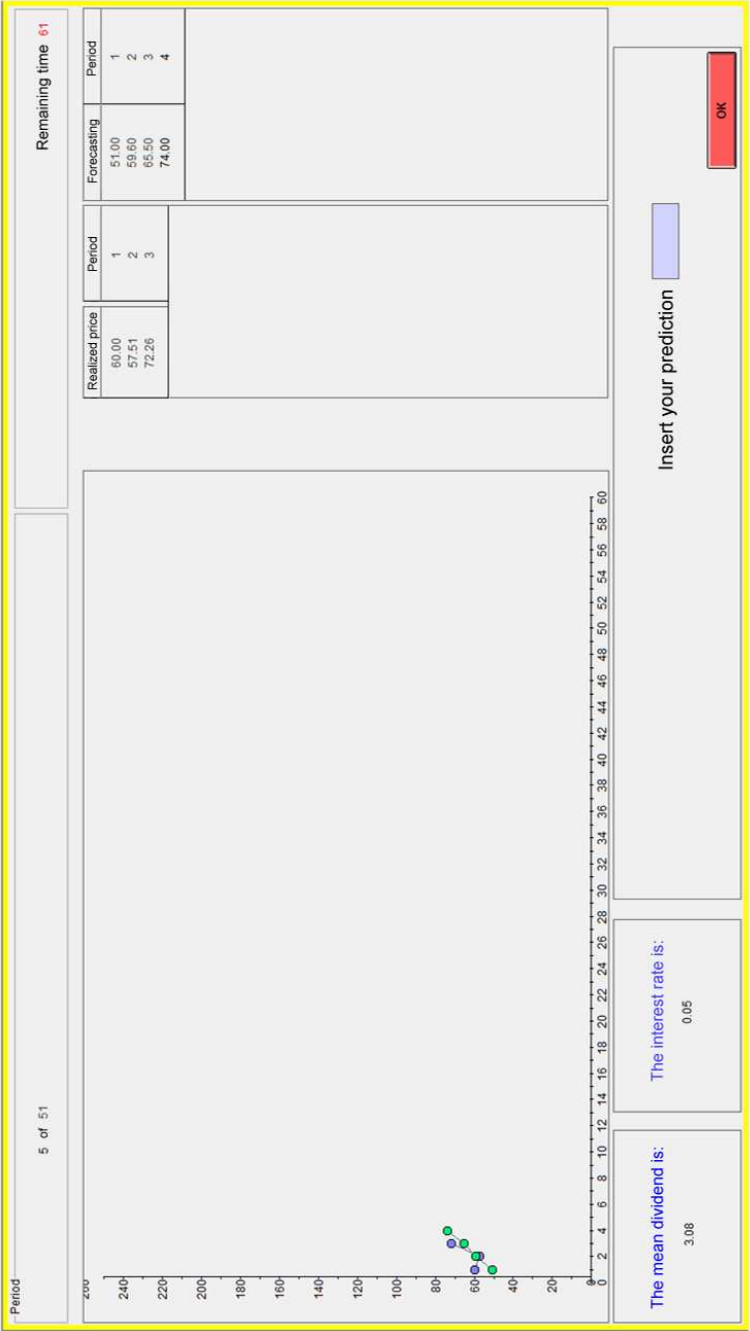 Period
5 of 51
Remaining time 61
240
220
200
180
160
140
120
100
80
60
40
20
0 2 4 6 8 10 12 14 16 18 20 22 24 26 28 30 32 34 36 38 40 42 44 46 48 50 52 54 56 58 60
Realized price Period
60.00 1
57.51 2
72.26 3
Forecasting Period
51.00 1
59.60 2
65.50 3
74.00 4
The mean dividend is:
3.08
The interest rate is:
0.05
Insert your prediction
OK